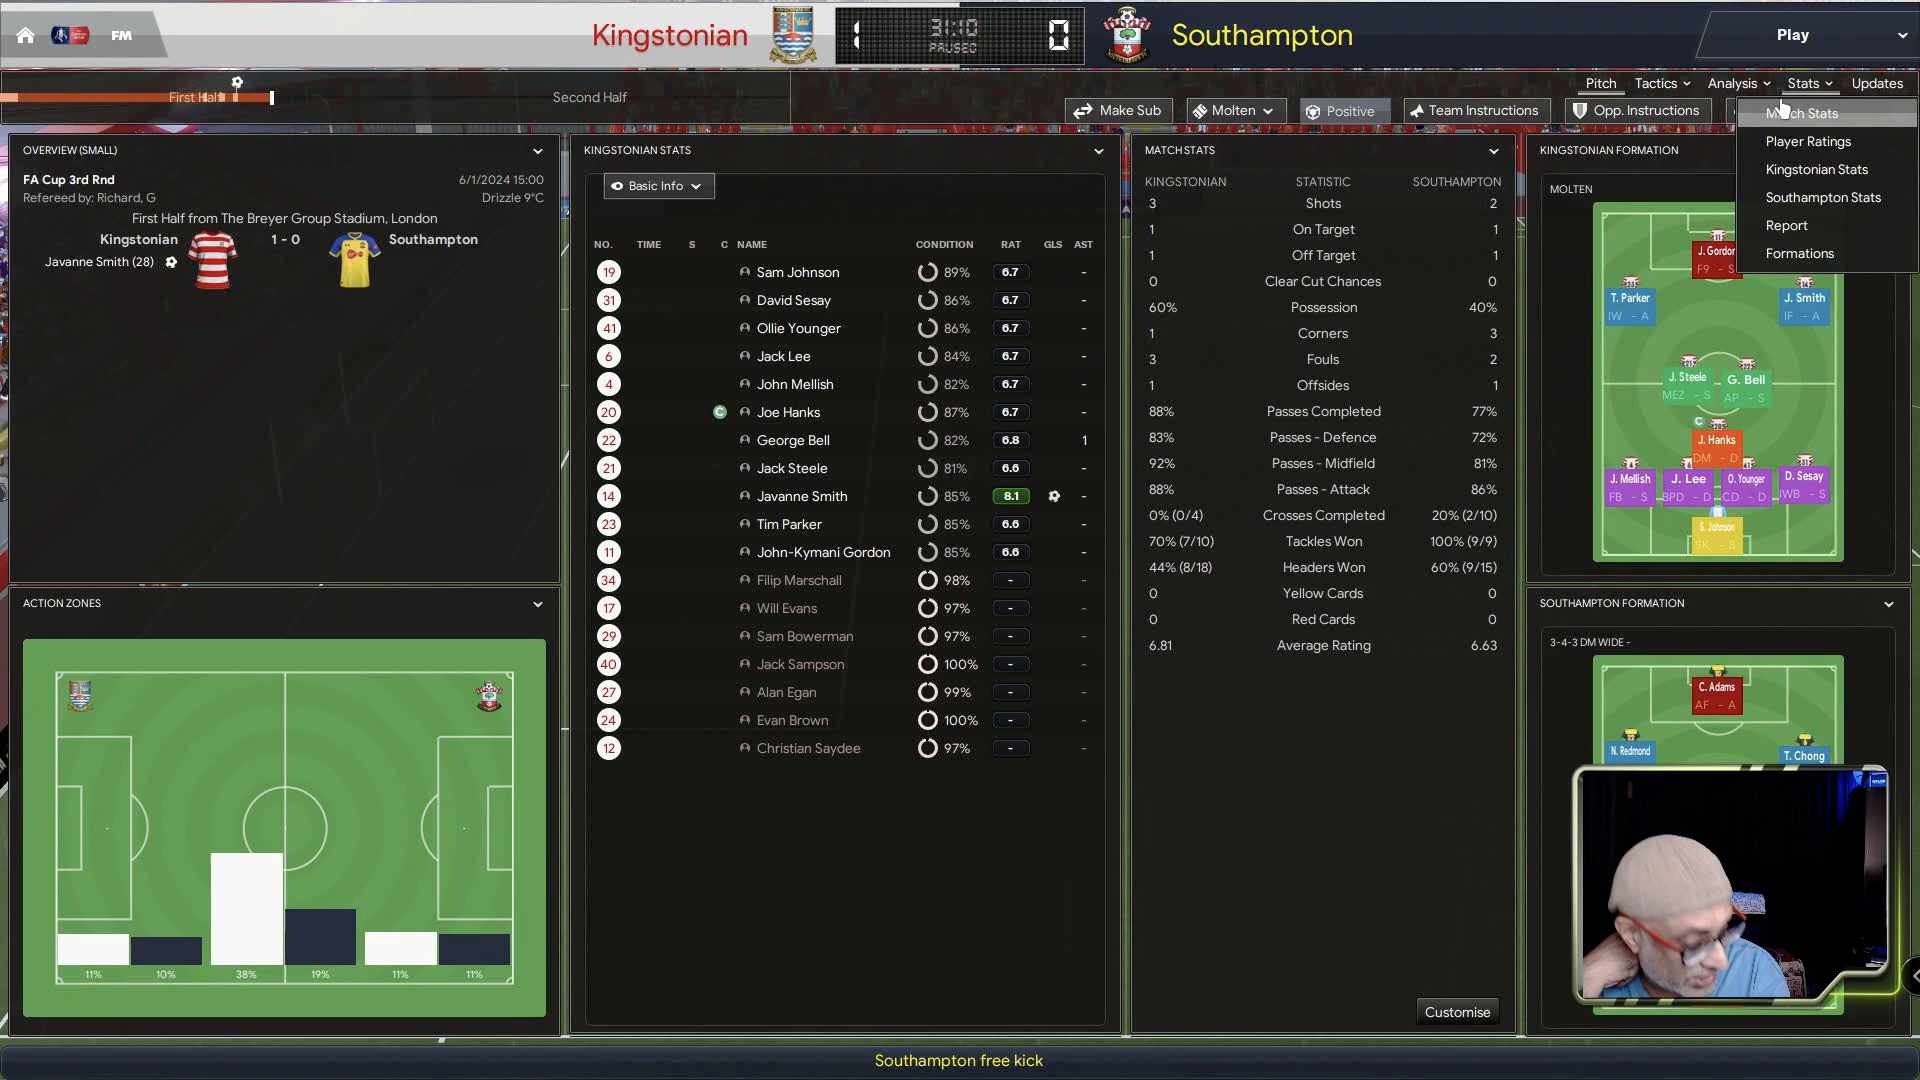 FM
Kingstonian
1
31:10
PAUSED
0
Southampton
Play
First Half
Second Half
Pitch
Tactics
Analysis
Stats
Updates
Make Sub
Molten
Positive
Team Instructions
Opp. Instructions
Match Stats
Player Ratings
Kingstonian Stats
Southampton Stats
Report
Formations
OVERVIEW (SMALL)
FA Cup 3rd Rnd
6/1/2024 15:00
Refereed by: Richard, G
Drizzle 9°C
First Half from The Breyer Group Stadium, London
Kingstonian 1 - 0 Southampton
Javanne Smith (28)
ACTION ZONES
11% 10% 38% 19% 11% 11%
KINGSTONIAN STATS
Basic Info
NO. TIME S C NAME CONDITION RAT GLS AST
19 Sam Johnson 89% 6.7 -
31 David Sesay 86% 6.7 -
41 Ollie Younger 86% 6.7 -
6 Jack Lee 84% 6.7 -
4 John Mellish 82% 6.7 -
20 C Joe Hanks 87% 6.7 -
22 George Bell 82% 6.8 1
21 Jack Steele 81% 6.6 -
14 Javanne Smith 85% 8.1 -
23 Tim Parker 85% 6.6 -
11 John-Kymani Gordon 85% 6.6 -
34 Filip Marschall 98% - -
17 Will Evans 97% - -
29 Sam Bowerman 97% - -
40 Jack Sampson 100% - -
27 Alan Egan 99% - -
24 Evan Brown 100% - -
12 Christian Saydee 97% - -
MATCH STATS
KINGSTONIAN STATISTIC SOUTHAMPTON
3 Shots 2
1 On Target 1
1 Off Target 1
0 Clear Cut Chances 0
60% Possession 40%
1 Corners 3
3 Fouls 2
1 Offsides 1
88% Passes Completed 77%
83% Passes - Defence 72%
92% Passes - Midfield 81%
88% Passes - Attack 86%
0% (0/4) Crosses Completed 20% (2/10)
70% (7/10) Tackles Won 100% (9/9)
44% (8/18) Headers Won 60% (9/15)
0 Yellow Cards 0
0 Red Cards 0
6.81 Average Rating 6.63
Customise
KINGSTONIAN FORMATION
MOLTEN
J. Gordon
F9 - S
T. Parker
IW - A
J. Smith
IF - A
J. Steele
MEZ - S
G. Bell
AP - S
C
J. Hanks
DM - D
J. Mellish
FB - S
J. Lee
BPD - D
O. Younger
CD - D
D. Sesay
IWB - S
S. Johnson
SK - S
SOUTHAMPTON FORMATION
3-4-3 DM WIDE -
C. Adams
AF - A
N. Redmond
T. Chong
Southampton free kick